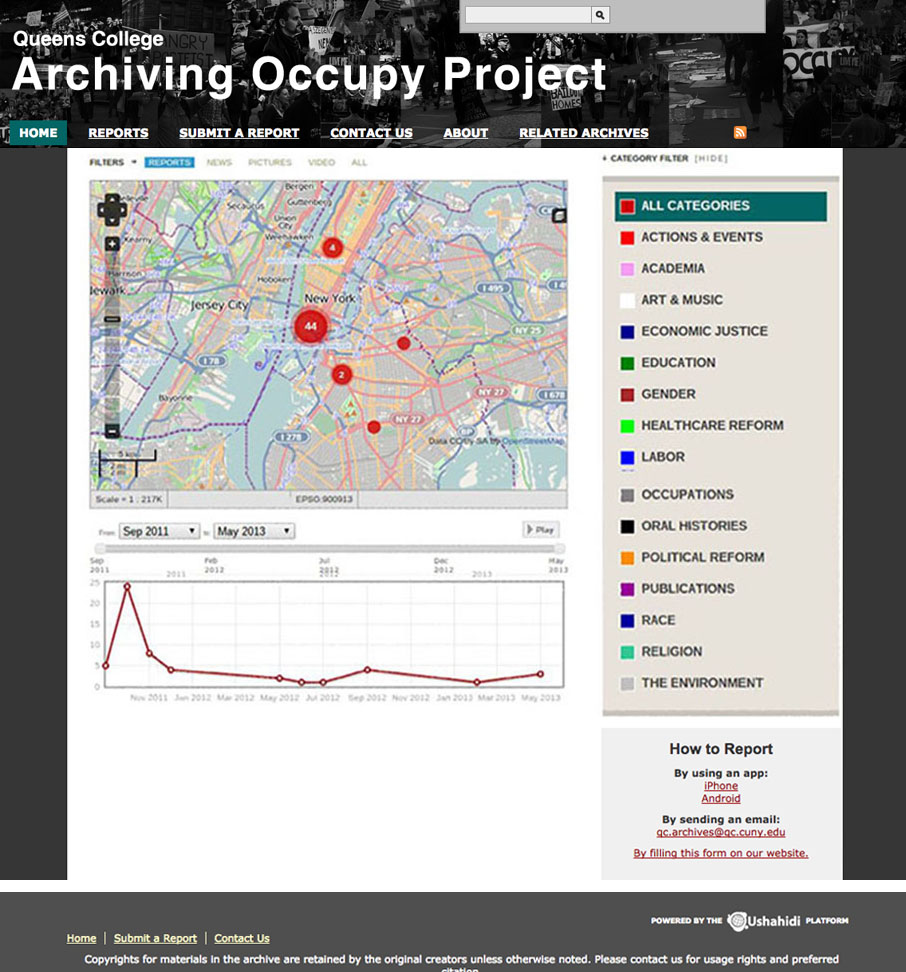 Queens College
Archiving Occupy Project
HOME REPORTS SUBMIT A REPORT CONTACT US ABOUT RELATED ARCHIVES
FILTERS REPORTS NEWS PICTURES VIDEO ALL
CATEGORY FILTER [HIDE]
Bergen
Secaucus Guttenberg
Union
City
Weehawken
Kearny
Harrison
Newark
Hoboken
Jersey City
New York
Bayonne
4
44
2
I 495
NY 25
I 78
I 678
NY 27
NY 27
I 278
Data CC-By-SA by OpenStreetMap
5 km
Scale = 1 : 217K EPSG:900913
From: Sep 2011 to: May 2013 Play
Sep 2011 Feb 2012 Jul 2012 Dec 2012 May 2013
2011 2012 2013
25
20
15
10
5
0
Nov 2011 Jan 2012 Mar 2012 May 2012 Jul 2012 Sep 2012 Nov 2012 Jan 2013 Mar 2013 May 2013
ALL CATEGORIES
ACTIONS & EVENTS
ACADEMIA
ART & MUSIC
ECONOMIC JUSTICE
EDUCATION
GENDER
HEALTHCARE REFORM
LABOR
OCCUPATIONS
ORAL HISTORIES
POLITICAL REFORM
PUBLICATIONS
RACE
RELIGION
THE ENVIRONMENT
How to Report
By using an app:
iPhone
Android
By sending an email:
qc.archives@qc.cuny.edu
By filling this form on our website.
POWERED BY THE Ushahidi PLATFORM
Home | Submit a Report | Contact Us
Copyrights for materials in the archive are retained by the original creators unless otherwise noted. Please contact us for usage rights and preferred
citation.